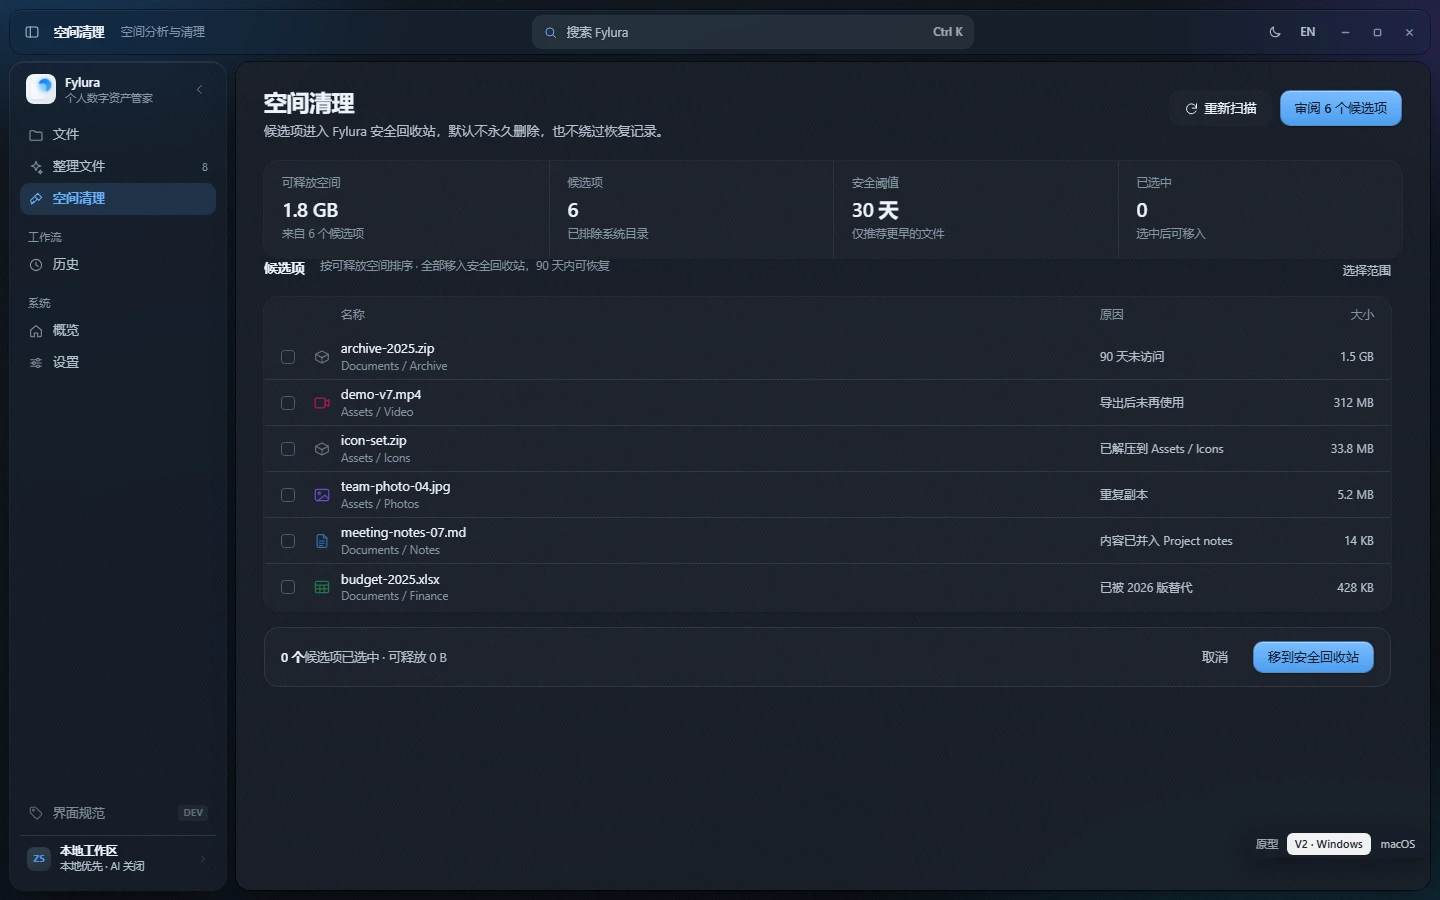 空间清理 空间分析与清理 搜索 Fylura Ctrl K EN
Fylura
个人数字资产管家
文件
整理文件 8
空间清理
工作流
历史
系统
概览
设置
界面规范 DEV
ZS 本地工作区
本地优先 · AI 关闭
空间清理
候选项进入 Fylura 安全回收站，默认不永久删除，也不绕过恢复记录。
重新扫描 审阅 6 个候选项
可释放空间
1.8 GB
来自 6 个候选项
候选项
6
已排除系统目录
安全阈值
30 天
仅推荐更早的文件
已选中
0
选中后可移入
候选项 按可释放空间排序 · 全部移入安全回收站，90 天内可恢复 选择范围
名称 原因 大小
archive-2025.zip
Documents / Archive
90 天未访问 1.5 GB
demo-v7.mp4
Assets / Video
导出后未再使用 312 MB
icon-set.zip
Assets / Icons
已解压到 Assets / Icons 33.8 MB
team-photo-04.jpg
Assets / Photos
重复副本 5.2 MB
meeting-notes-07.md
Documents / Notes
内容已并入 Project notes 14 KB
budget-2025.xlsx
Documents / Finance
已被 2026 版替代 428 KB
0 个候选项已选中 · 可释放 0 B 取消 移到安全回收站
原型 V2 · Windows macOS